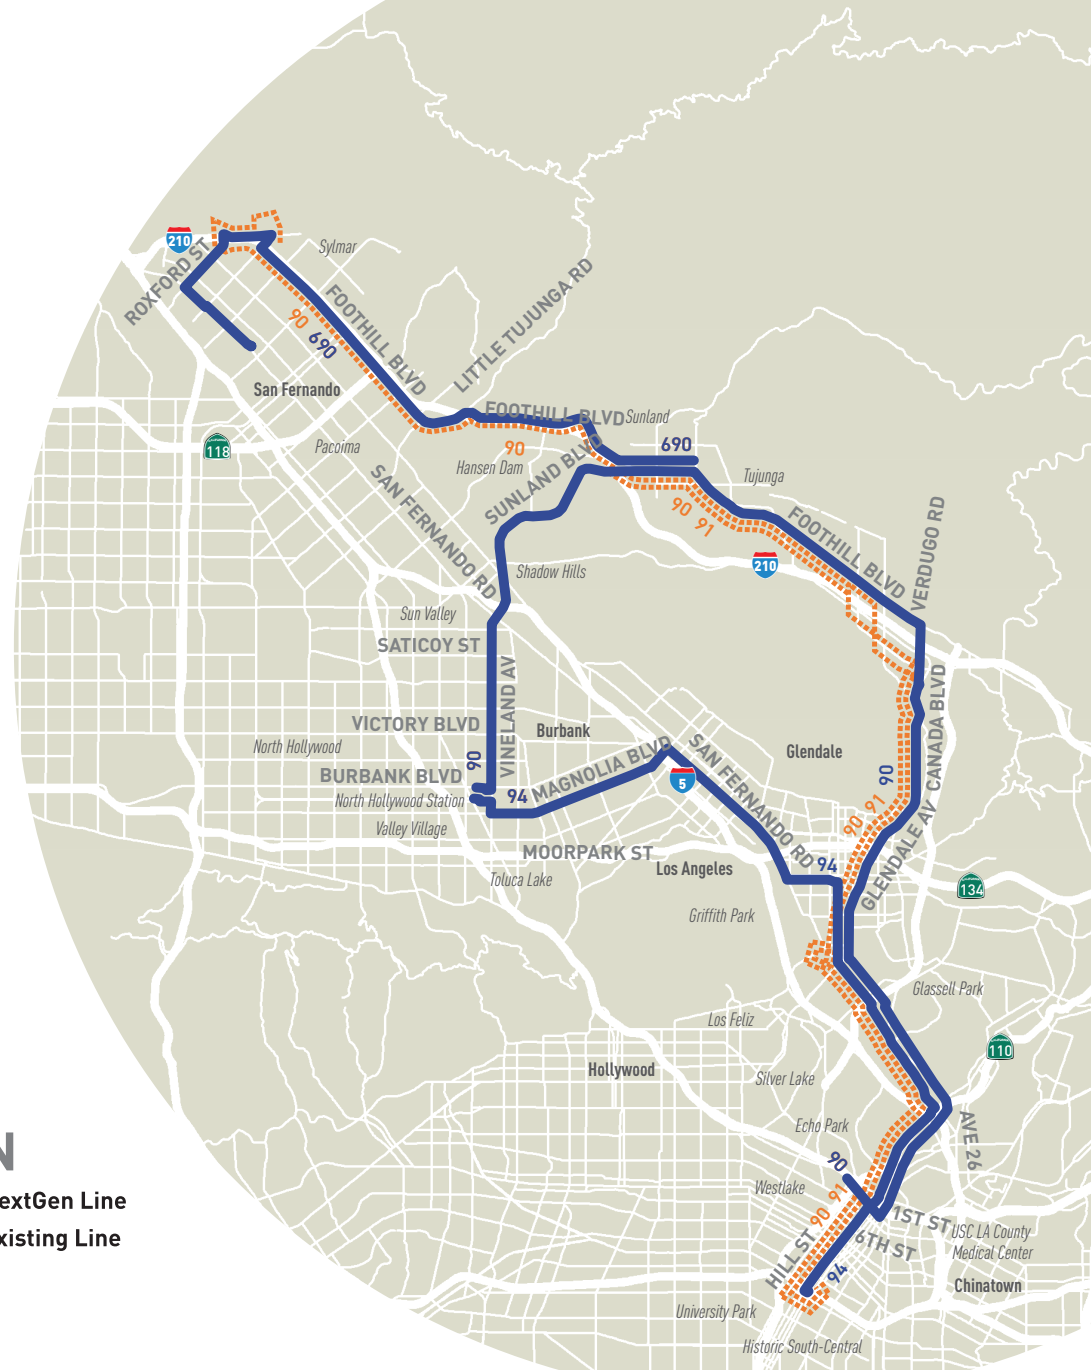 210
ROXFORD ST
Sylmar
FOOTHILL BLVD
90
690
LITTLE TUJUNGA RD
San Fernando
118
Pacoima
FOOTHILL BLVD
Sunland
90
690
Hansen Dam
SUNLAND BLVD
Tujunga
SAN FERNANDO RD
90 91
FOOTHILL BLVD
VERDUGO RD
210
Shadow Hills
Sun Valley
SATICOY ST
VINELAND AV
VICTORY BLVD
Burbank
North Hollywood
90
BURBANK BLVD
North Hollywood Station
94
MAGNOLIA BLVD
SAN FERNANDO RD
5
Glendale
90
CANADA BLVD
Valley Village
MOORPARK ST
90 91
GLENDALE AV
Toluca Lake
Los Angeles
94
134
Griffith Park
Glassell Park
Los Feliz
110
Hollywood
Silver Lake
Echo Park
AVE 26
90
Westlake
90 91
1ST ST
USC LA County
Medical Center
6TH ST
HILL ST
94
Chinatown
University Park
Historic South-Central
N
extGen Line
xisting Line